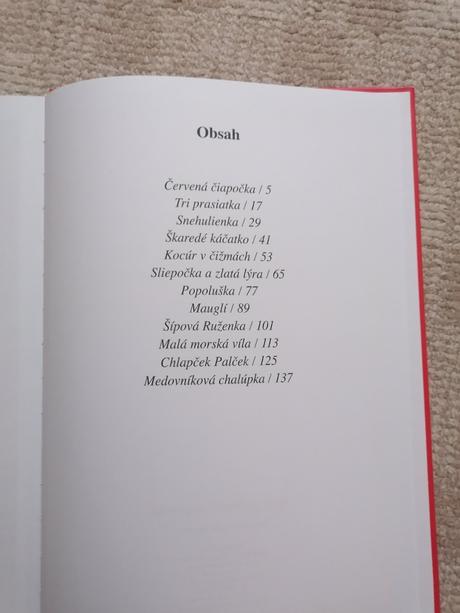 Obsah
Červená čiapočka / 5
Tri prasiatka / 17
Snehulienka / 29
Škaredé káčatko / 41
Kocúr v čižmách / 53
Sliepočka a zlatá lýra / 65
Popoluška / 77
Mauglí / 89
Šípová Ruženka / 101
Malá morská víla / 113
Chlapček Palček / 125
Medovníková chalúpka / 137